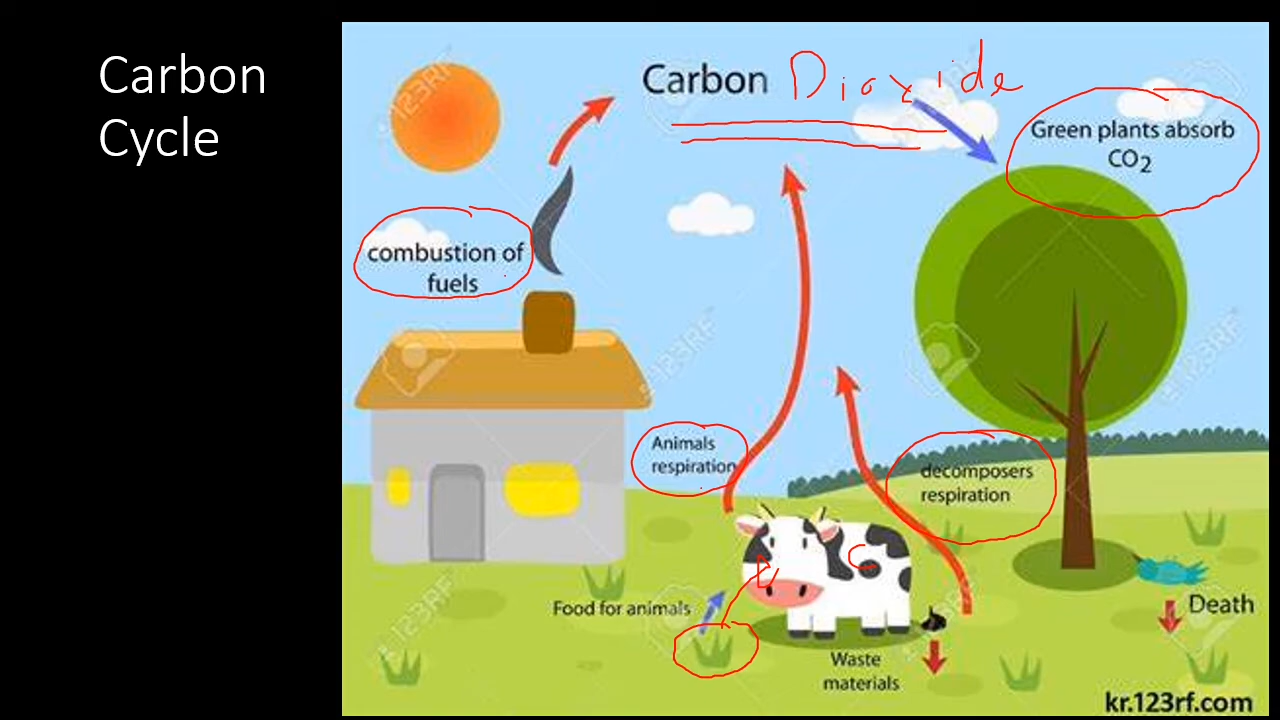 Carbon
Cycle
Carbon Dioxide
Green plants absorb
CO2
combustion of
fuels
Animals
respiration
decomposers
respiration
C
Food for animals
Death
Waste
materials
kr.123rf.com
123RF